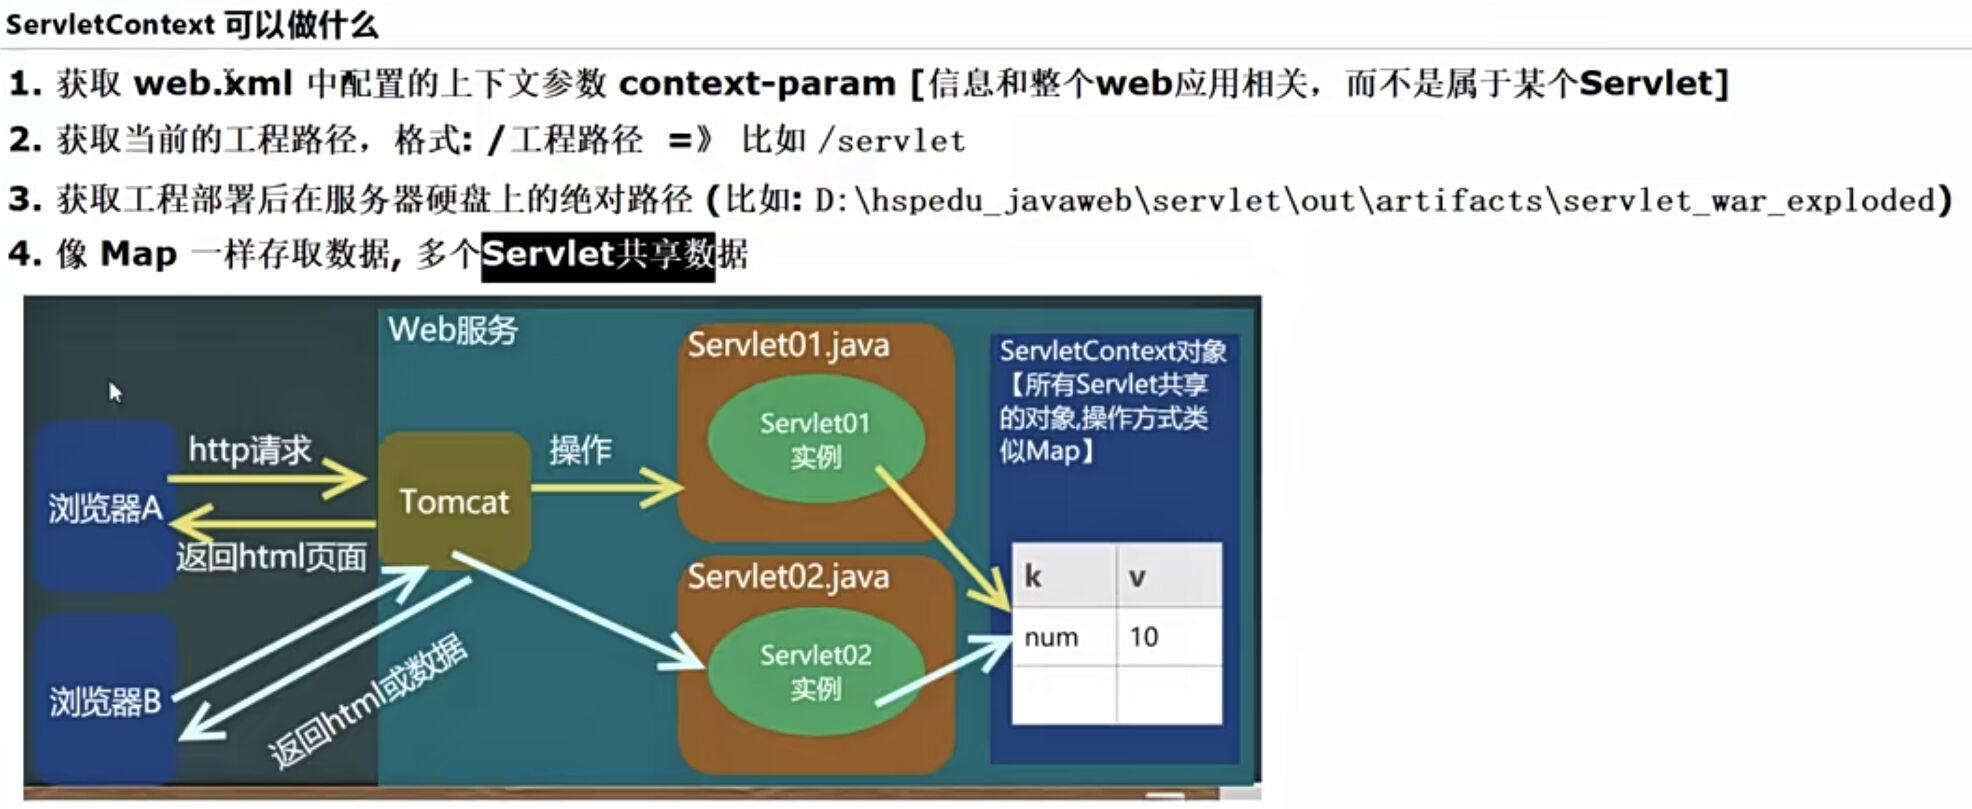 ServletContext 可以做什么
1. 获取 web.xml 中配置的上下文参数 context-param [信息和整个web应用相关，而不是属于某个Servlet]
2. 获取当前的工程路径，格式: /工程路径 =》 比如 /servlet
3. 获取工程部署后在服务器硬盘上的绝对路径 (比如: D:\hspedu_javaweb\servlet\out\artifacts\servlet_war_exploded)
4. 像 Map 一样存取数据, 多个Servlet共享数据
Web服务
浏览器A
http请求
返回html页面
浏览器B
返回html或数据
Tomcat
操作
Servlet01.java
Servlet01
实例
Servlet02.java
Servlet02
实例
ServletContext对象
【所有Servlet共享
的对象,操作方式类
似Map】
k v
num 10